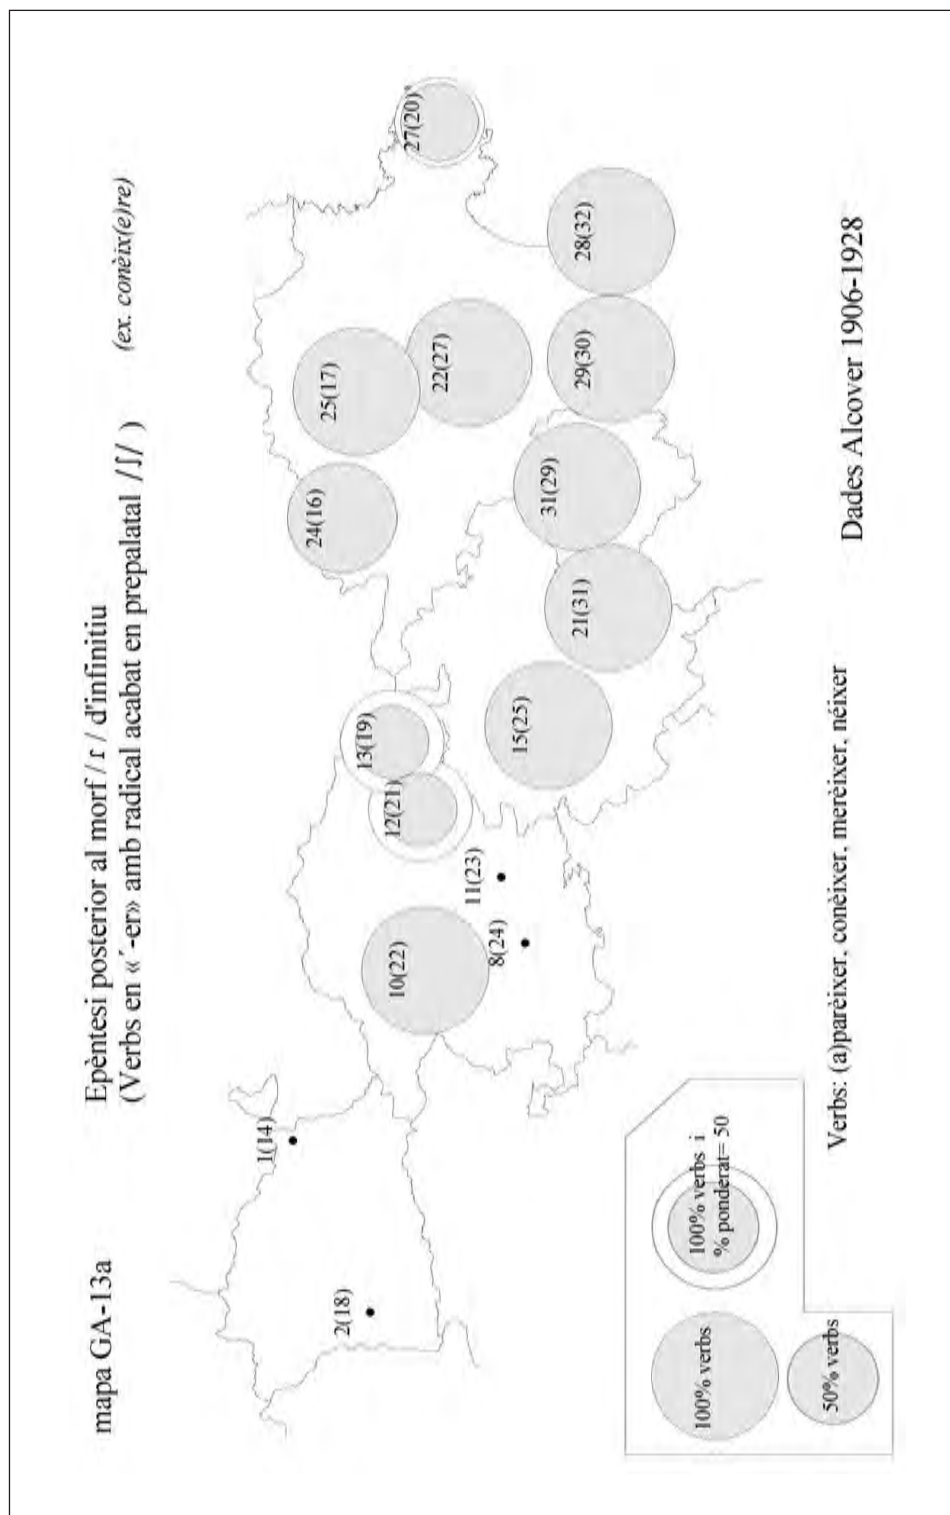 mapa GA-13a
Epèntesi posterior al morf / ɾ / d'infinitiu
(Verbs en «´-er» amb radical acabat en prepalatal /ʃ/ )
(ex. conèix(e)re)
1(14)
2(18)
10(22)
8(24)
11(23)
12(21)
13(19)
15(25)
21(31)
24(16)
25(17)
22(27)
31(29)
29(30)
28(32)
27(20)
100% verbs
50% verbs
100% verbs i
% ponderat= 50
Verbs: (a)parèixer, conèixer, merèixer, néixer
Dades Alcover 1906-1928